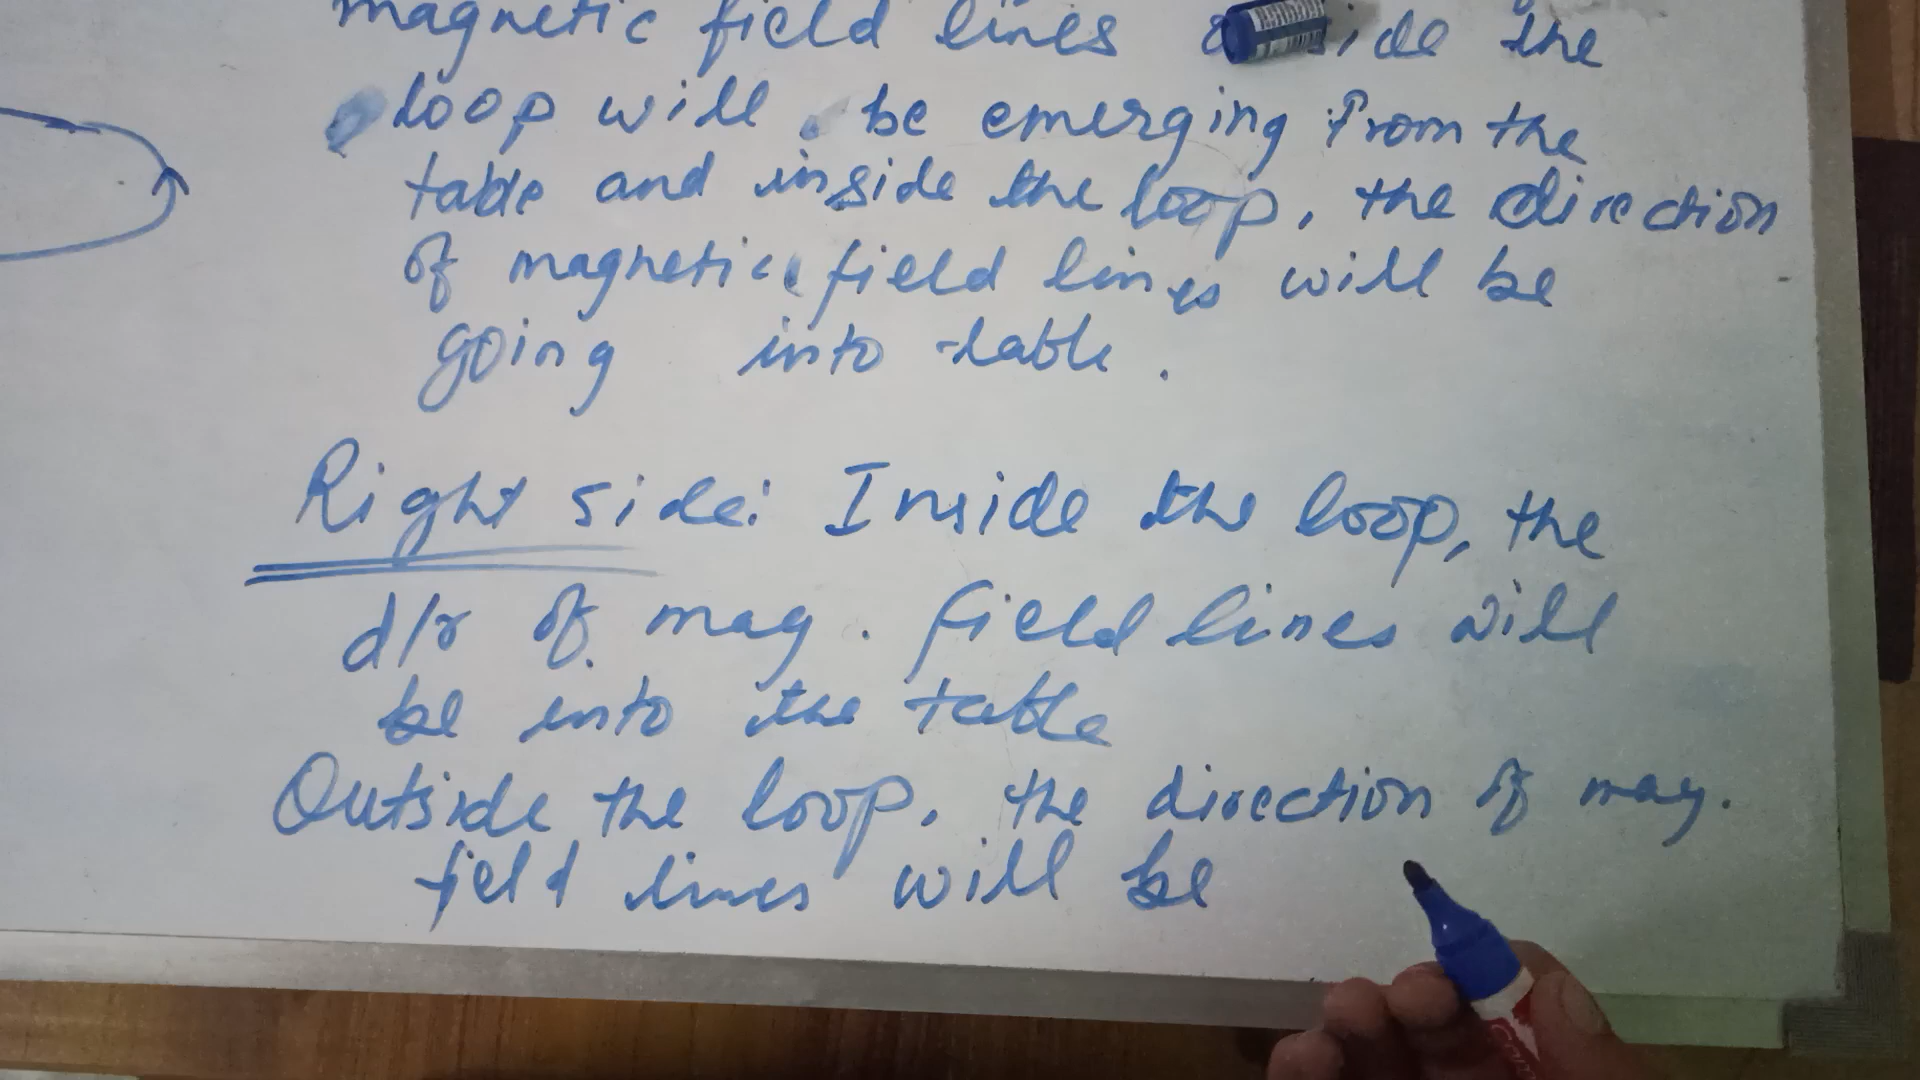 magnetic field lines side the
loop will be emerging from the
table and inside the loop, the direction
of magnetic field lines will be
going into table.
Right side: Inside the loop, the
d/r of mag. field lines will
be into the table
Outside the loop. the direction of mag.
field lines will be